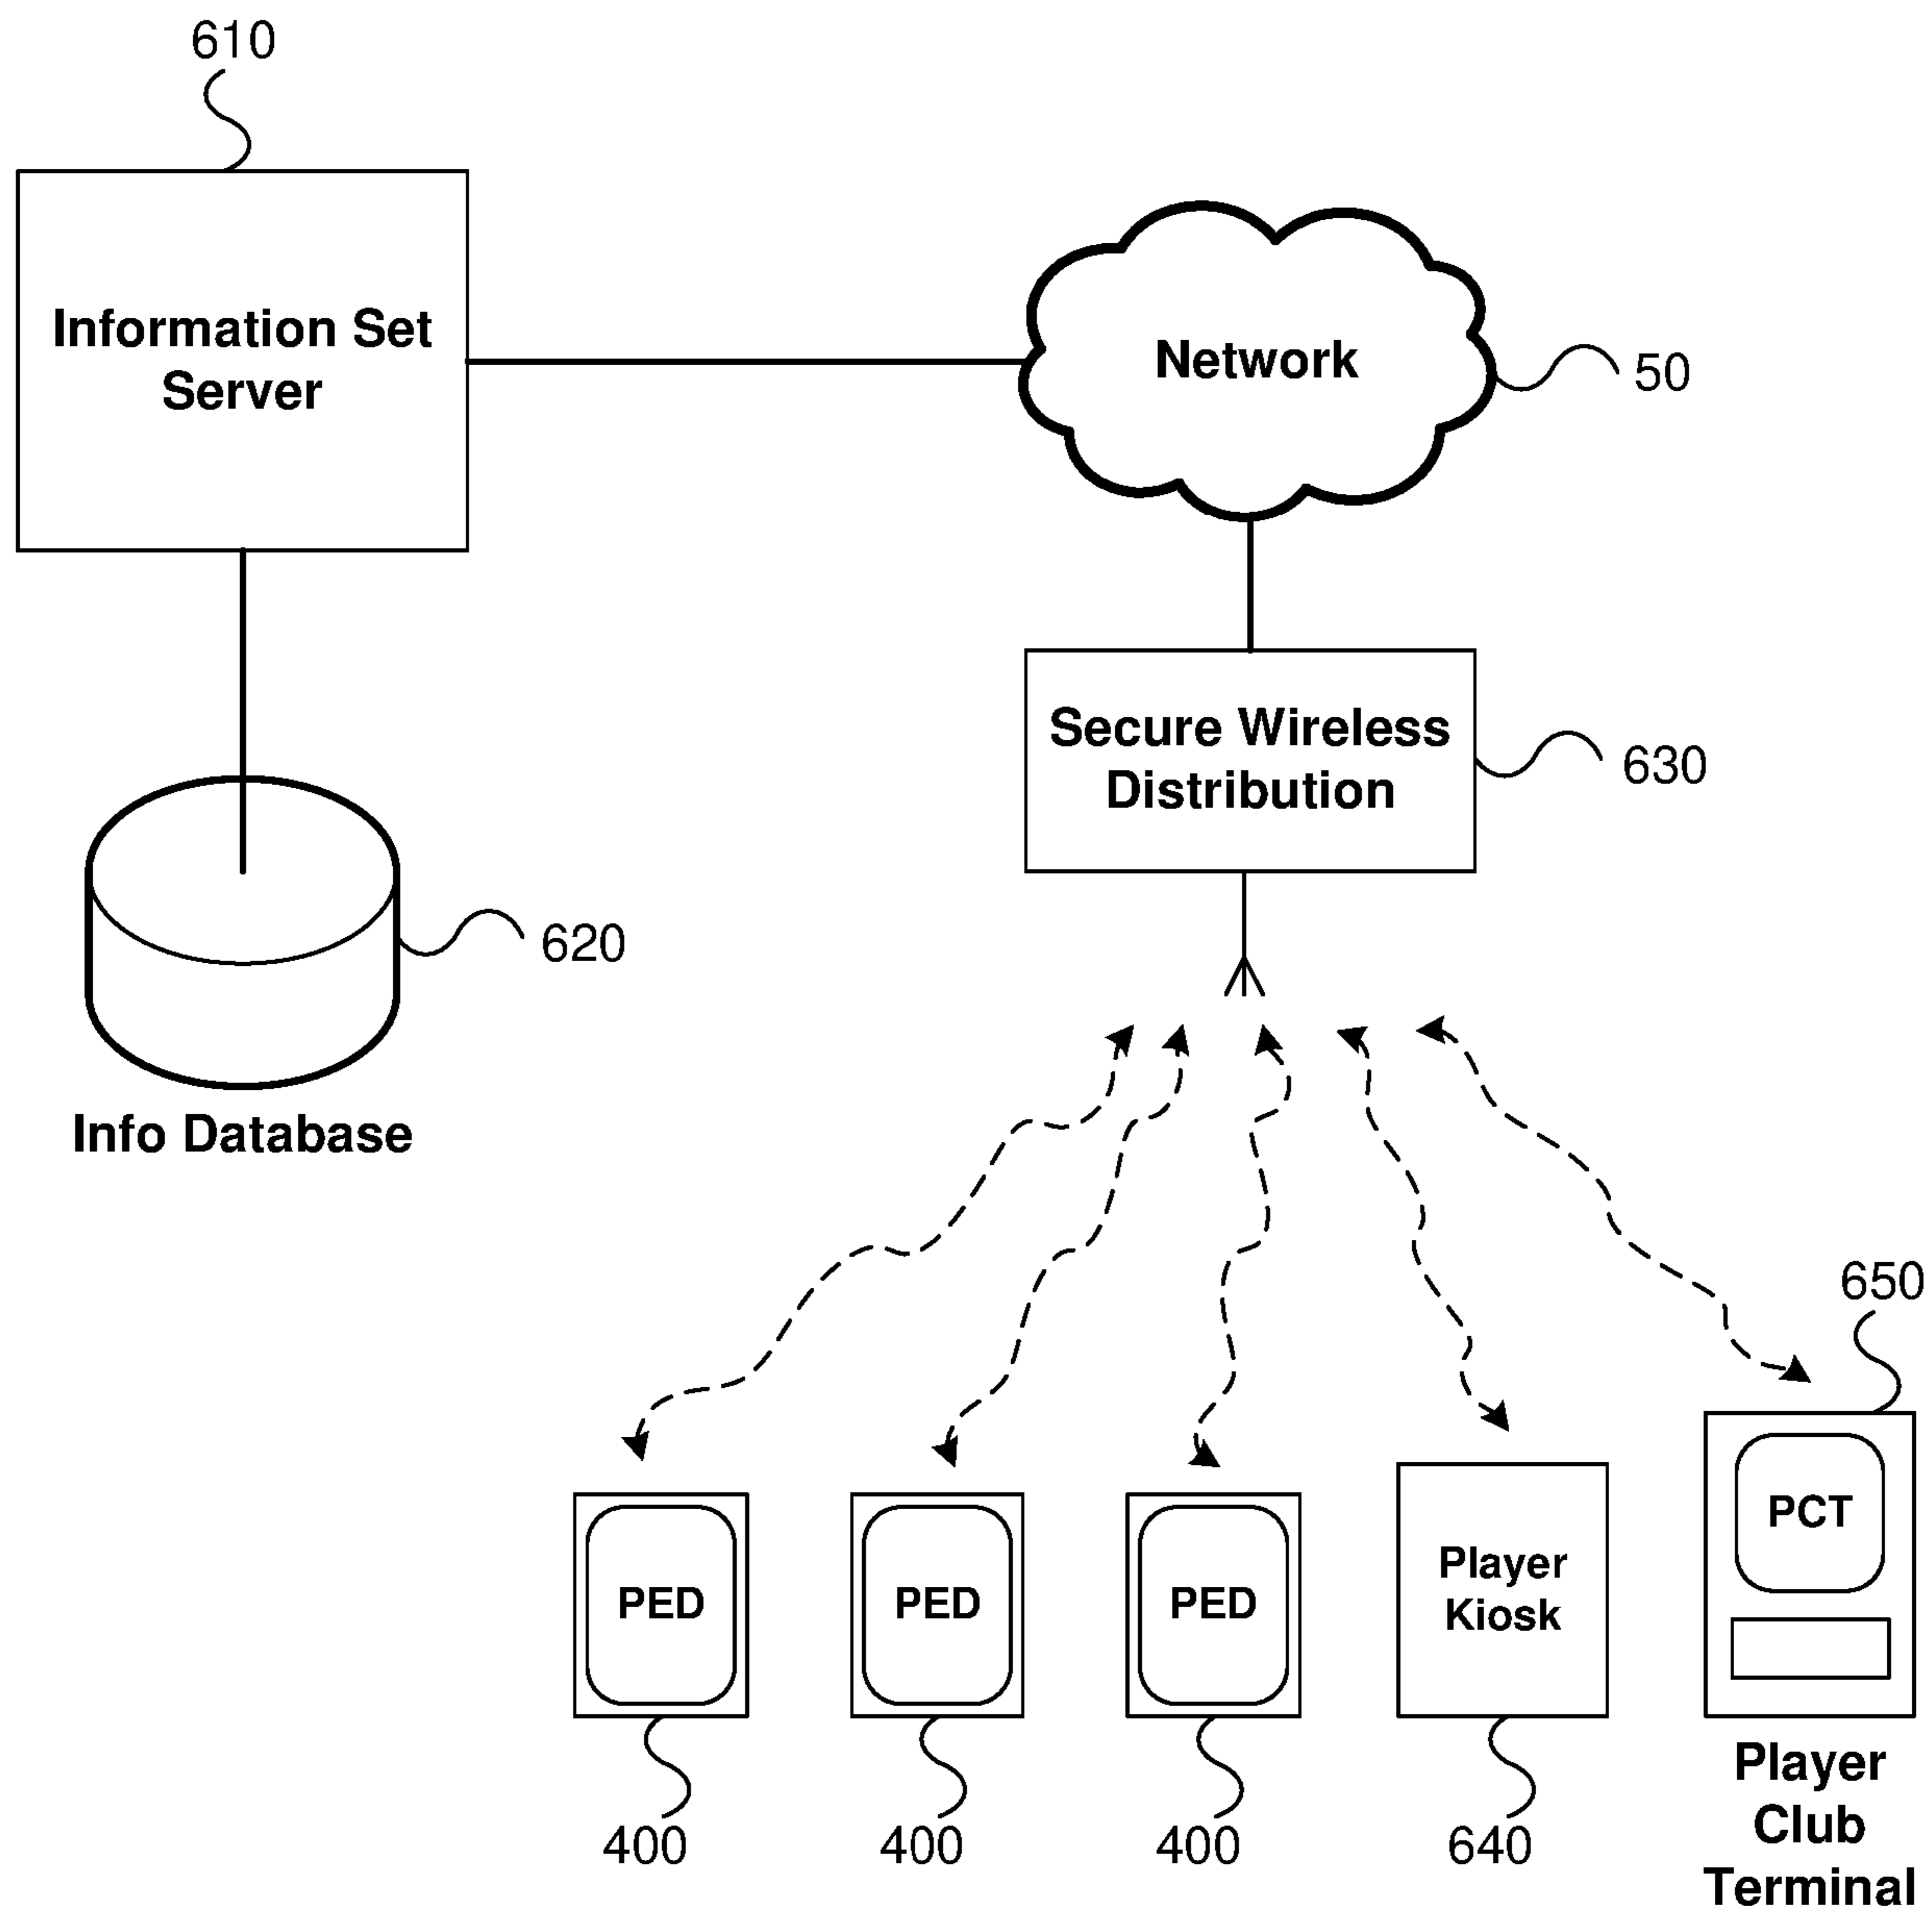 610
Information Set
Server
Network
50
Secure Wireless
Distribution
630
620
Info Database
650
PED
PED
PED
Player
Kiosk
PCT
400
400
400
640
Player
Club
Terminal